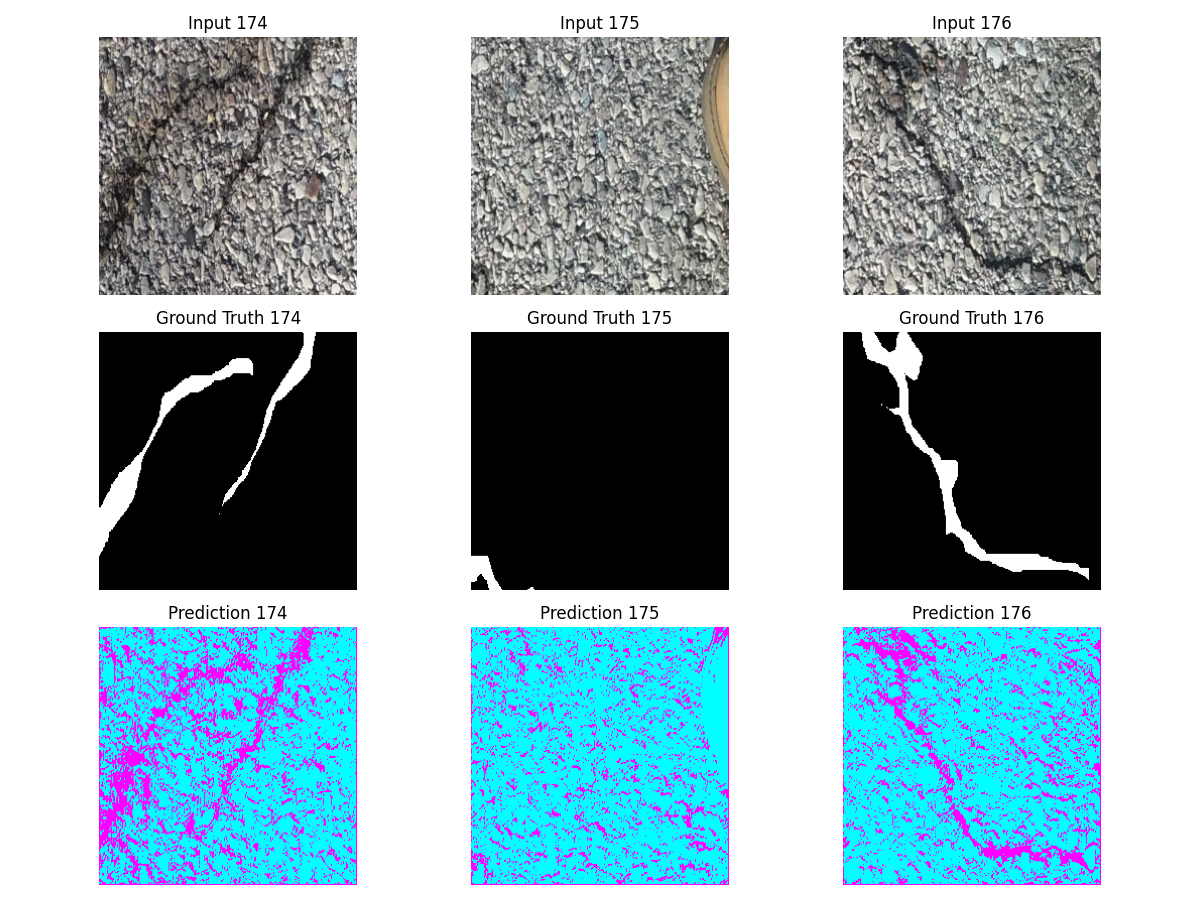 Input 174
Input 175
Input 176
Ground Truth 174
Ground Truth 175
Ground Truth 176
Prediction 174
Prediction 175
Prediction 176